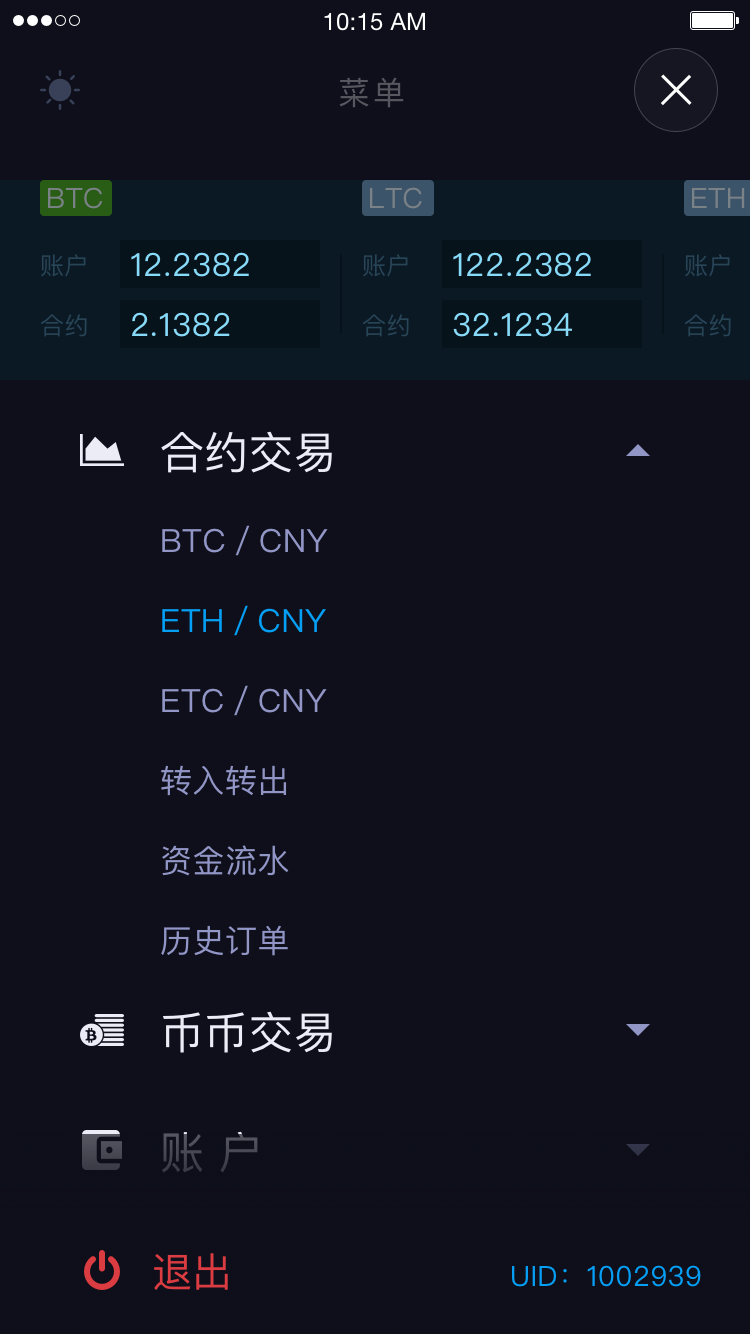 10:15 AM
菜单
BTC LTC ETH
账户 12.2382 账户 122.2382 账户
合约 2.1382 合约 32.1234 合约
合约交易
BTC / CNY
ETH / CNY
ETC / CNY
转入转出
资金流水
历史订单
币币交易
账 户
退出 UID：1002939